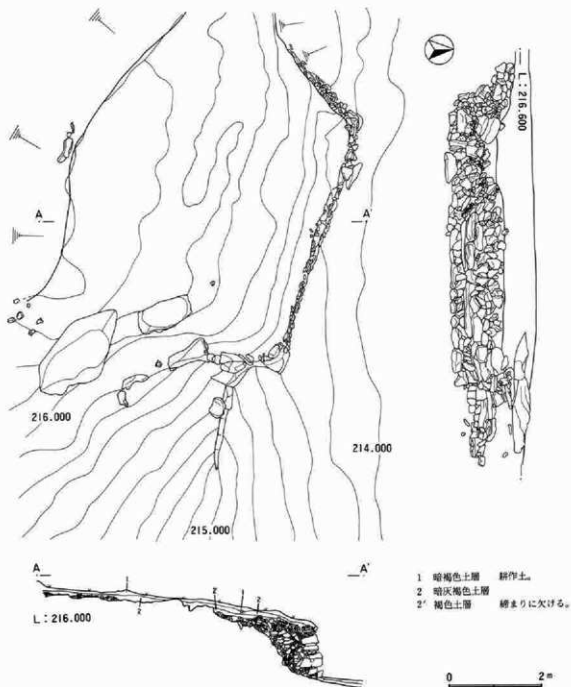 L：216.600
A
A'
216.000
214.000
215.000
A
A'
1
2
2
3
2
L：216.000
1 暗褐色土層 耕作土。
2 暗灰褐色土層
2' 褐色土層 締まりに欠ける。
0 2m